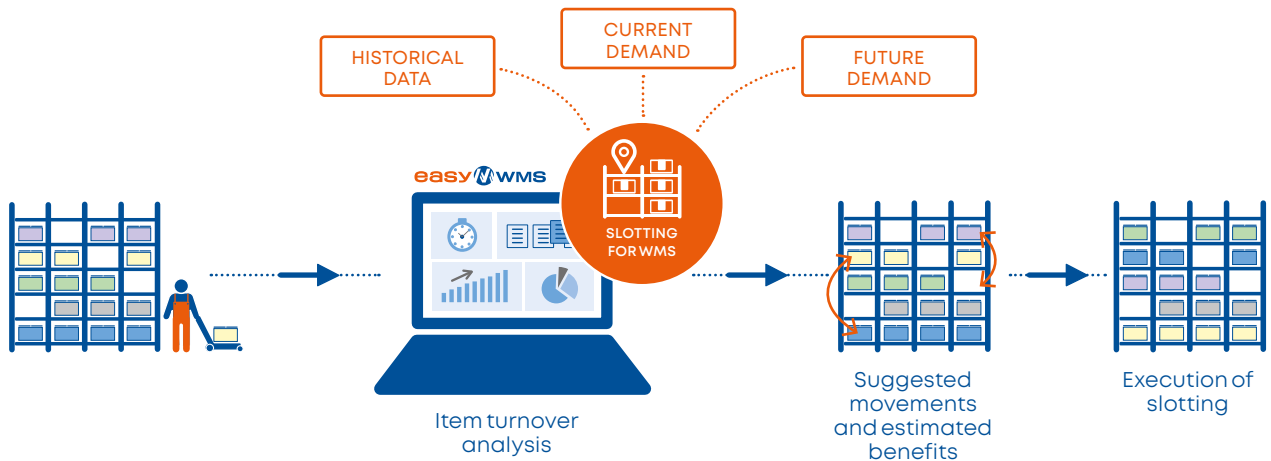 HISTORICAL
DATA
CURRENT
DEMAND
FUTURE
DEMAND
easy WMS
SLOTTING
FOR WMS
Item turnover
analysis
Suggested
movements
and estimated
benefits
Execution of
slotting